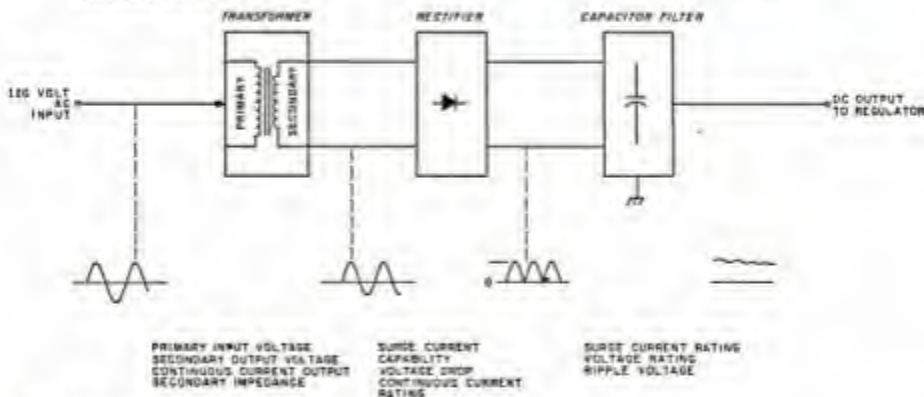 TRANSFORMER
RECTIFIER
CAPACITOR FILTER
120 VOLT
AC
INPUT
PRIMARY
SECONDARY
DC OUTPUT
TO REGULATOR
0
PRIMARY INPUT VOLTAGE
SECONDARY OUTPUT VOLTAGE
CONTINUOUS CURRENT OUTPUT
SECONDARY IMPEDANCE
SURGE CURRENT
CAPABILITY
VOLTAGE DROP
CONTINUOUS CURRENT
RATING
SURGE CURRENT RATING
VOLTAGE RATING
RIPPLE VOLTAGE